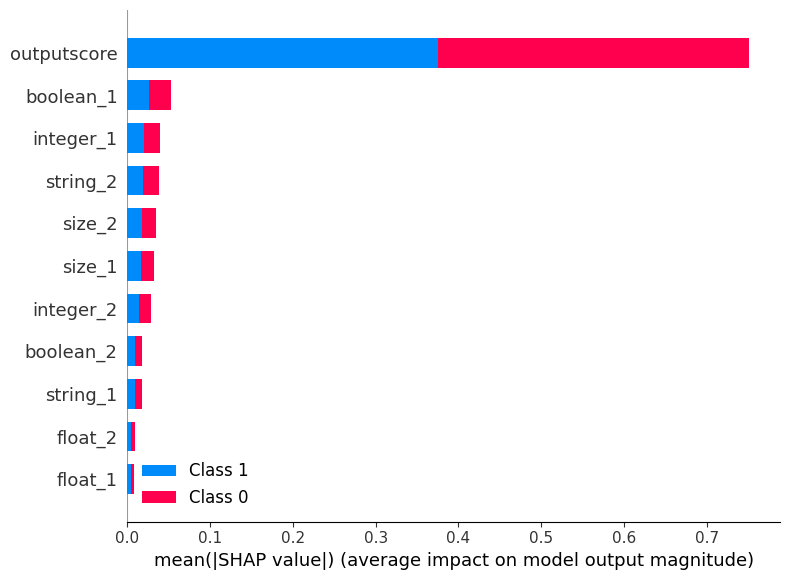 outputscore
boolean_1
integer_1
string_2
size_2
size_1
integer_2
boolean_2
string_1
float_2
float_1
Class 1
Class 0
0.0 0.1 0.2 0.3 0.4 0.5 0.6 0.7
mean(|SHAP value|) (average impact on model output magnitude)